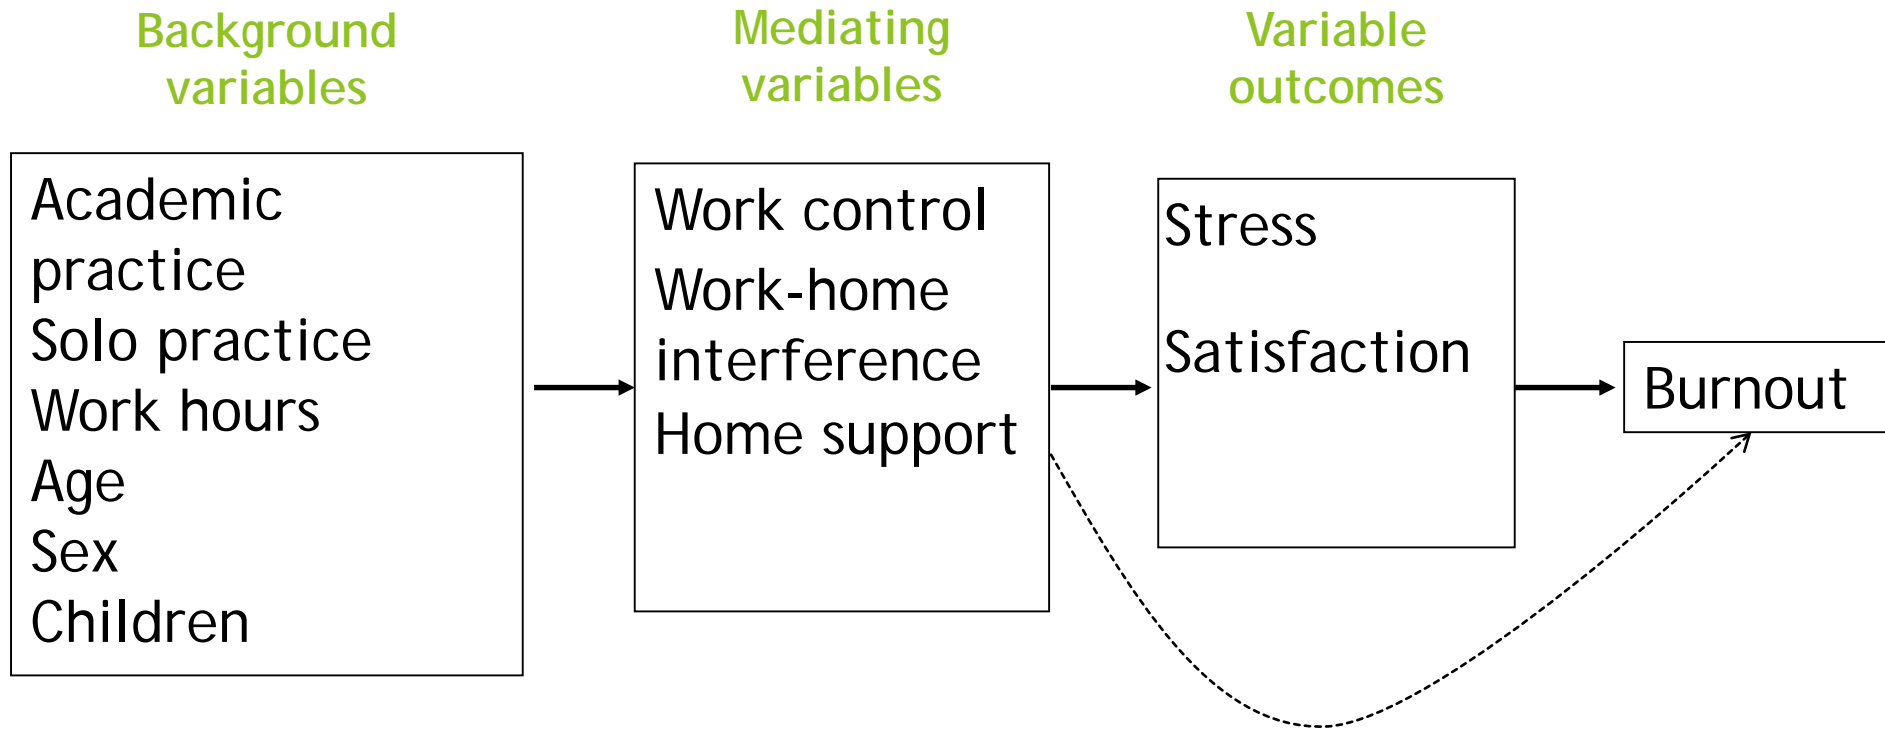 Background
variables
Mediating
variables
Variable
outcomes
Academic
practice
Solo practice
Work hours
Age
Sex
Children
Work control
Work-home
interference
Home support
Stress
Satisfaction
Burnout